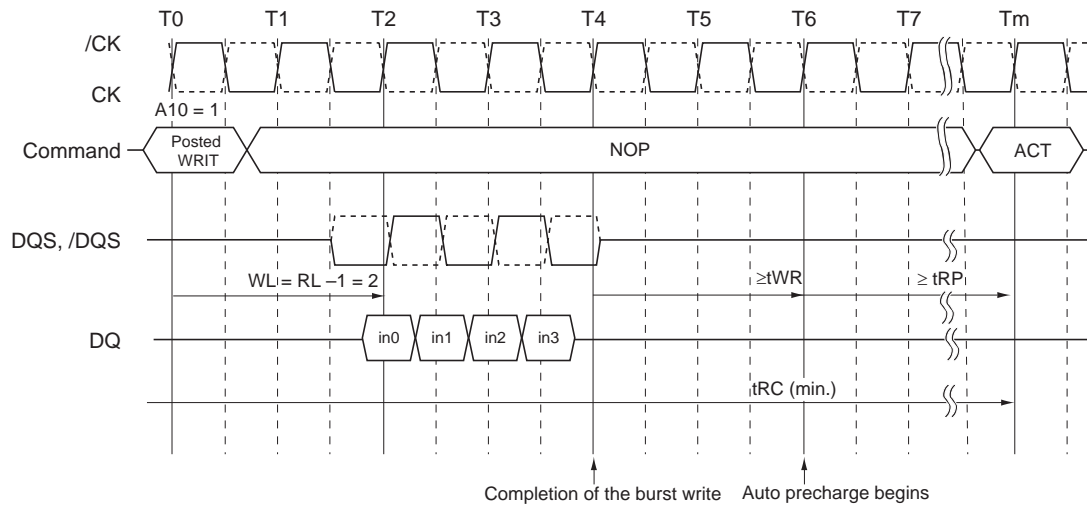 T0 T1 T2 T3 T4 T5 T6 T7 Tm
/CK
CK
A10 = 1
Command
Posted
WRIT
NOP
ACT
DQS, /DQS
WL = RL –1 = 2
≥tWR
≥ tRP
DQ
in0 in1 in2 in3
tRC (min.)
Completion of the burst write
Auto precharge begins